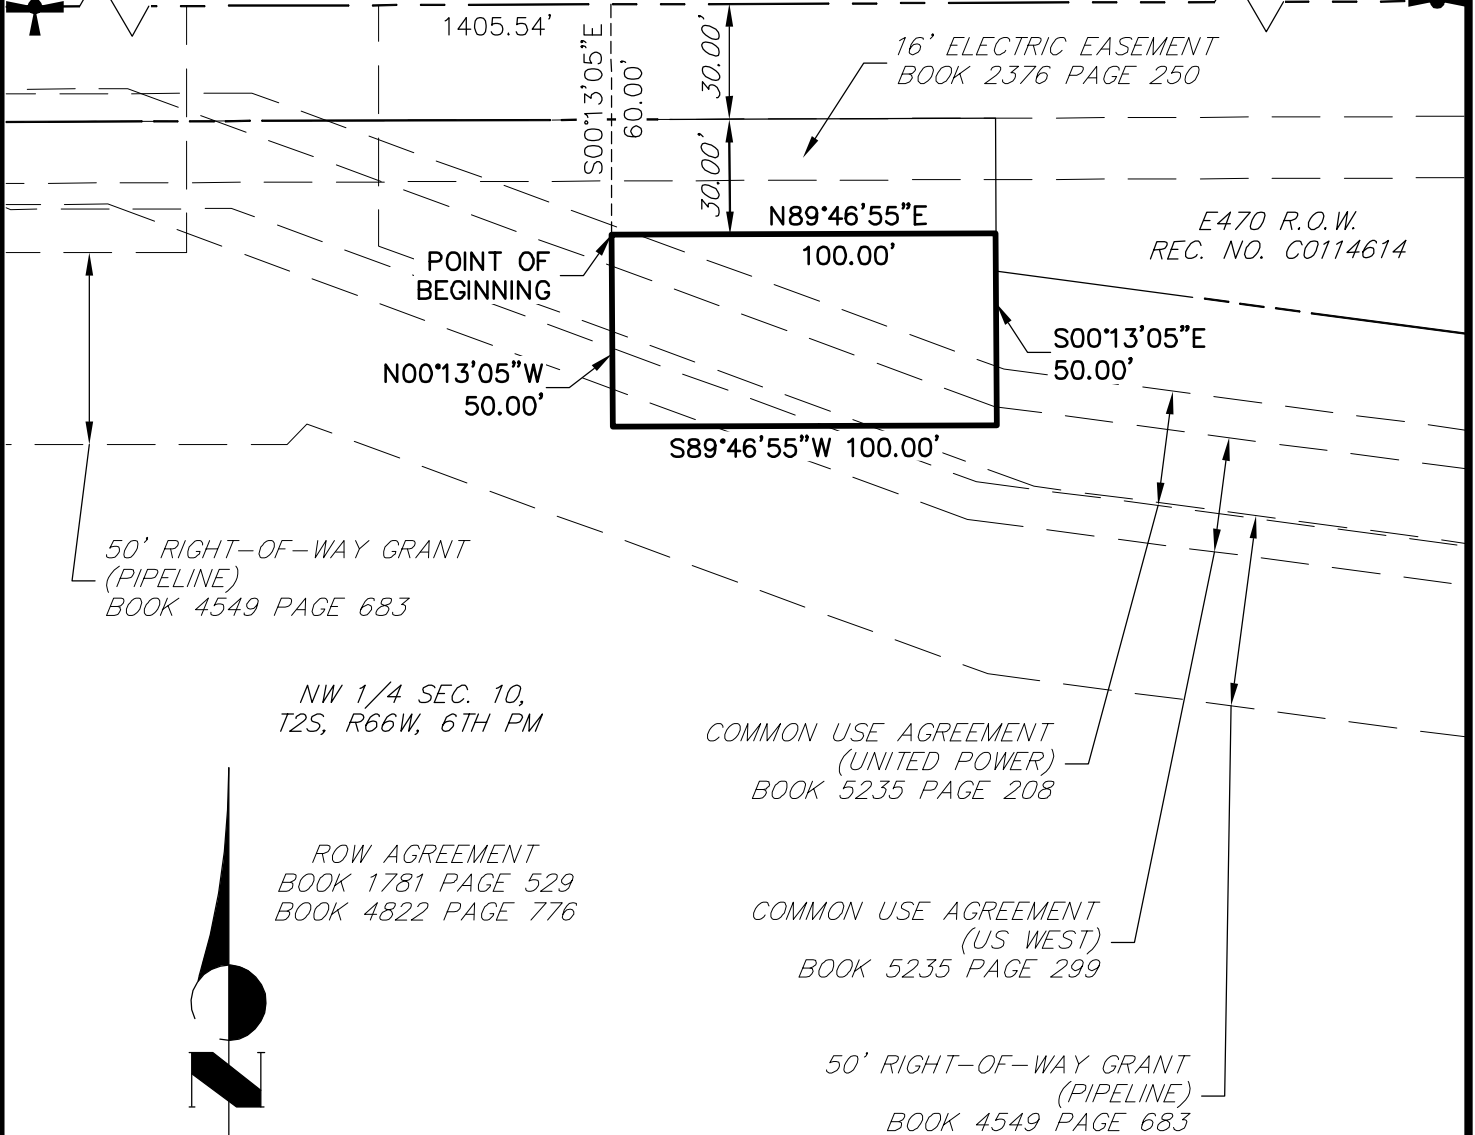 1405.54'
S00°13'05"E
60.00'
30.00'
30.00'
16' ELECTRIC EASEMENT
BOOK 2376 PAGE 250
N89°46'55"E
100.00'
E470 R.O.W.
REC. NO. C0114614
POINT OF
BEGINNING
S00°13'05"E
50.00'
N00°13'05"W
50.00'
S89°46'55"W 100.00'
50' RIGHT-OF-WAY GRANT
(PIPELINE)
BOOK 4549 PAGE 683
NW 1/4 SEC. 10,
T2S, R66W, 6TH PM
COMMON USE AGREEMENT
(UNITED POWER)
BOOK 5235 PAGE 208
ROW AGREEMENT
BOOK 1781 PAGE 529
BOOK 4822 PAGE 776
COMMON USE AGREEMENT
(US WEST)
BOOK 5235 PAGE 299
N
50' RIGHT-OF-WAY GRANT
(PIPELINE)
BOOK 4549 PAGE 683